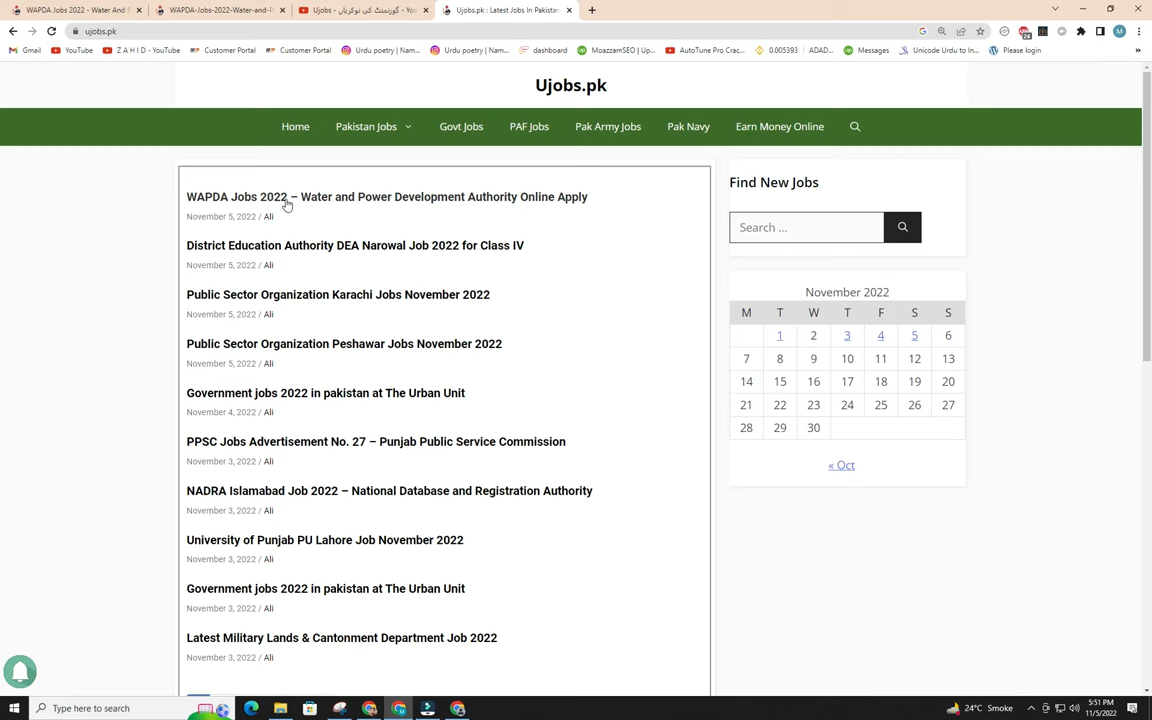 WAPDA Jobs 2022 - Water And P
WAPDA-Jobs-2022-Water-and-P
Ujobs - گورنمنٹ کی نوکریاں - You
Ujobs.pk : Latest Jobs In Pakistan
ujobs.pk
Gmail
YouTube
Z A H I D - YouTube
Customer Portal
Customer Portal
Urdu poetry | Nam...
Urdu poetry | Nam...
dashboard
MoazzamSEO | Up...
AutoTune Pro Crac...
0.005393 | ADAD...
Messages
Unicode Urdu to In...
Please login
»
24
M
Ujobs.pk
Home
Pakistan Jobs
Govt Jobs
PAF Jobs
Pak Army Jobs
Pak Navy
Earn Money Online
WAPDA Jobs 2022 – Water and Power Development Authority Online Apply
November 5, 2022 / Ali
District Education Authority DEA Narowal Job 2022 for Class IV
November 5, 2022 / Ali
Public Sector Organization Karachi Jobs November 2022
November 5, 2022 / Ali
Public Sector Organization Peshawar Jobs November 2022
November 5, 2022 / Ali
Government jobs 2022 in pakistan at The Urban Unit
November 4, 2022 / Ali
PPSC Jobs Advertisement No. 27 – Punjab Public Service Commission
November 3, 2022 / Ali
NADRA Islamabad Job 2022 – National Database and Registration Authority
November 3, 2022 / Ali
University of Punjab PU Lahore Job November 2022
November 3, 2022 / Ali
Government jobs 2022 in pakistan at The Urban Unit
November 3, 2022 / Ali
Latest Military Lands & Cantonment Department Job 2022
November 3, 2022 / Ali
Find New Jobs
Search ...
November 2022
M T W T F S S
1 2 3 4 5 6
7 8 9 10 11 12 13
14 15 16 17 18 19 20
21 22 23 24 25 26 27
28 29 30
« Oct
Type here to search
24°C Smoke
5:51 PM
11/5/2022